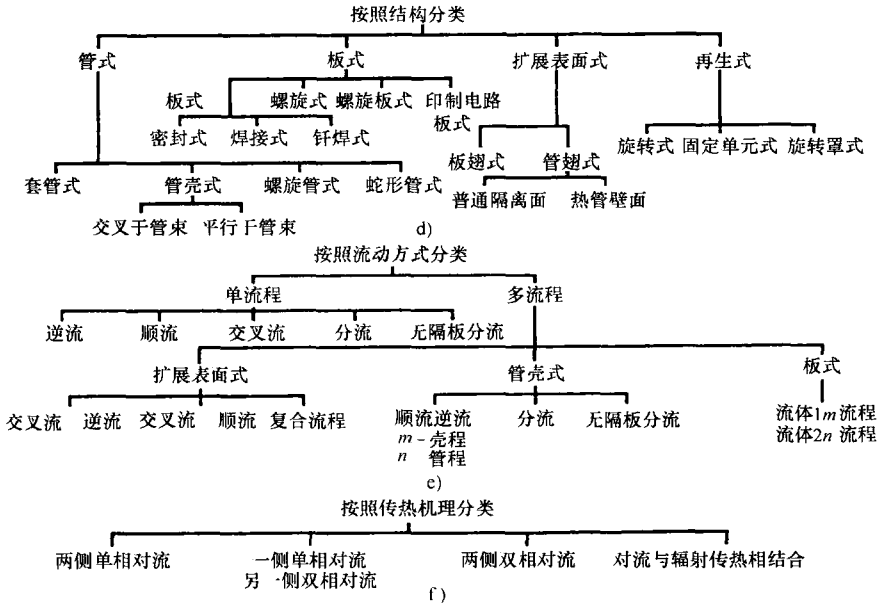 按照结构分类
管式 板式 扩展表面式 再生式
板式 螺旋式 螺旋板式 印制电路
板式
密封式 焊接式 钎焊式
板翅式 管翅式
旋转式 固定单元式 旋转罩式
套管式 管壳式 螺旋管式 蛇形管式
普通隔离面 热管壁面
交叉于管束 平行于管束
d)
按照流动方式分类
单流程 多流程
逆流 顺流 交叉流 分流 无隔板分流
扩展表面式 管壳式 板式
交叉流 逆流 交叉流 顺流 复合流程
顺流逆流 分流 无隔板分流
m-壳程
n 管程
流体1m流程
流体2n流程
e)
按照传热机理分类
两侧单相对流 一侧单相对流 两侧双相对流 对流与辐射传热相结合
另一侧双相对流
f)